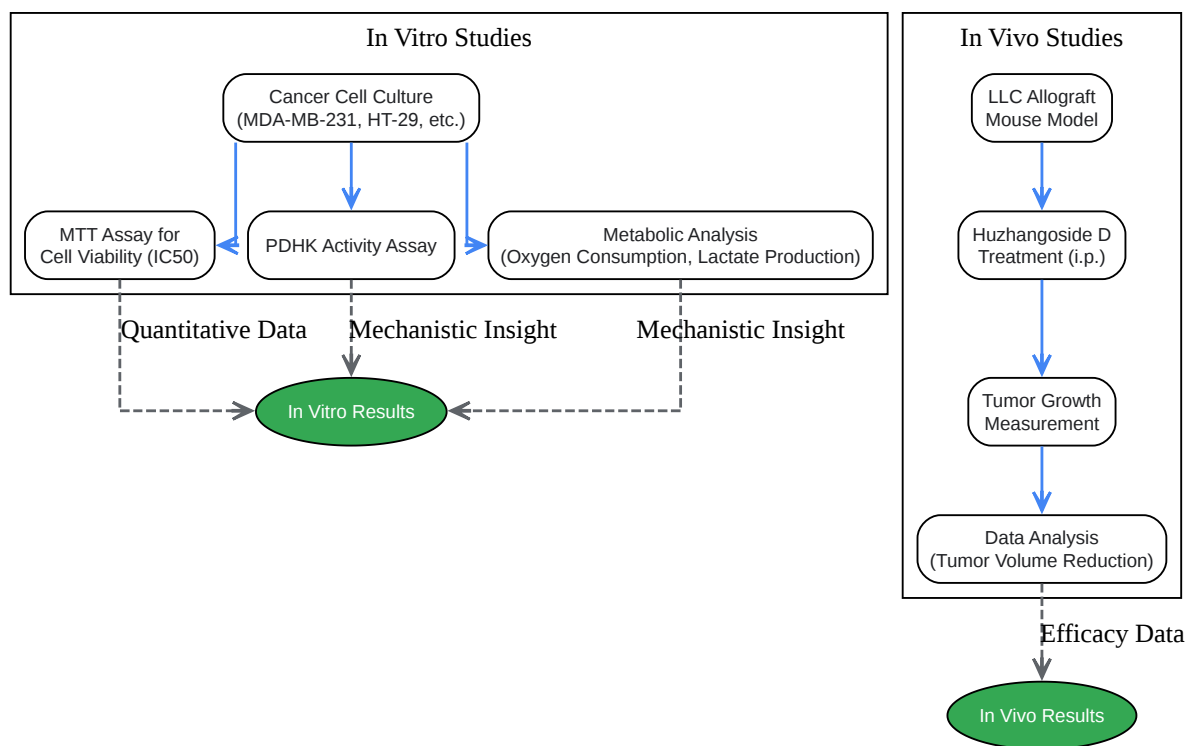 In Vitro Studies
Cancer Cell Culture
(MDA-MB-231, HT-29, etc.)
MTT Assay for
Cell Viability (IC50)
PDHK Activity Assay
Metabolic Analysis
(Oxygen Consumption, Lactate Production)
Quantitative Data
Mechanistic Insight
Mechanistic Insight
In Vitro Results
In Vivo Studies
LLC Allograft
Mouse Model
Huzhangoside D
Treatment (i.p.)
Tumor Growth
Measurement
Data Analysis
(Tumor Volume Reduction)
Efficacy Data
In Vivo Results